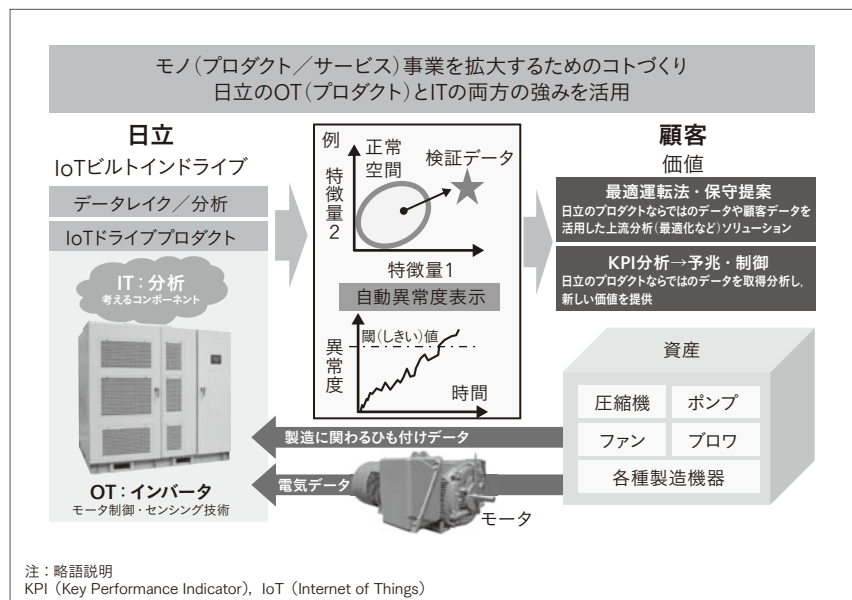 モノ（プロダクト／サービス）事業を拡大するためのコトづくり
日立のOT（プロダクト）とITの両方の強みを活用
日立
IoTビルトインドライブ
データレイク／分析
IoTドライブプロダクト
IT：分析
考えるコンポーネント
OT：インバータ
モータ制御・センシング技術
例
正常
空間
検証データ
特徴量2
特徴量1
自動異常度表示
閾（しきい）値
異常度
時間
顧客
価値
最適運転法・保守提案
日立のプロダクトならではのデータや顧客データを
活用した上流分析（最適化など）ソリューション
KPI分析→予兆・制御
日立のプロダクトならではのデータを取得分析し，
新しい価値を提供
資産
圧縮機
ポンプ
ファン
ブロワ
各種製造機器
製造に関わるひも付けデータ
電気データ
モータ
注：略語説明
KPI（Key Performance Indicator），IoT（Internet of Things）